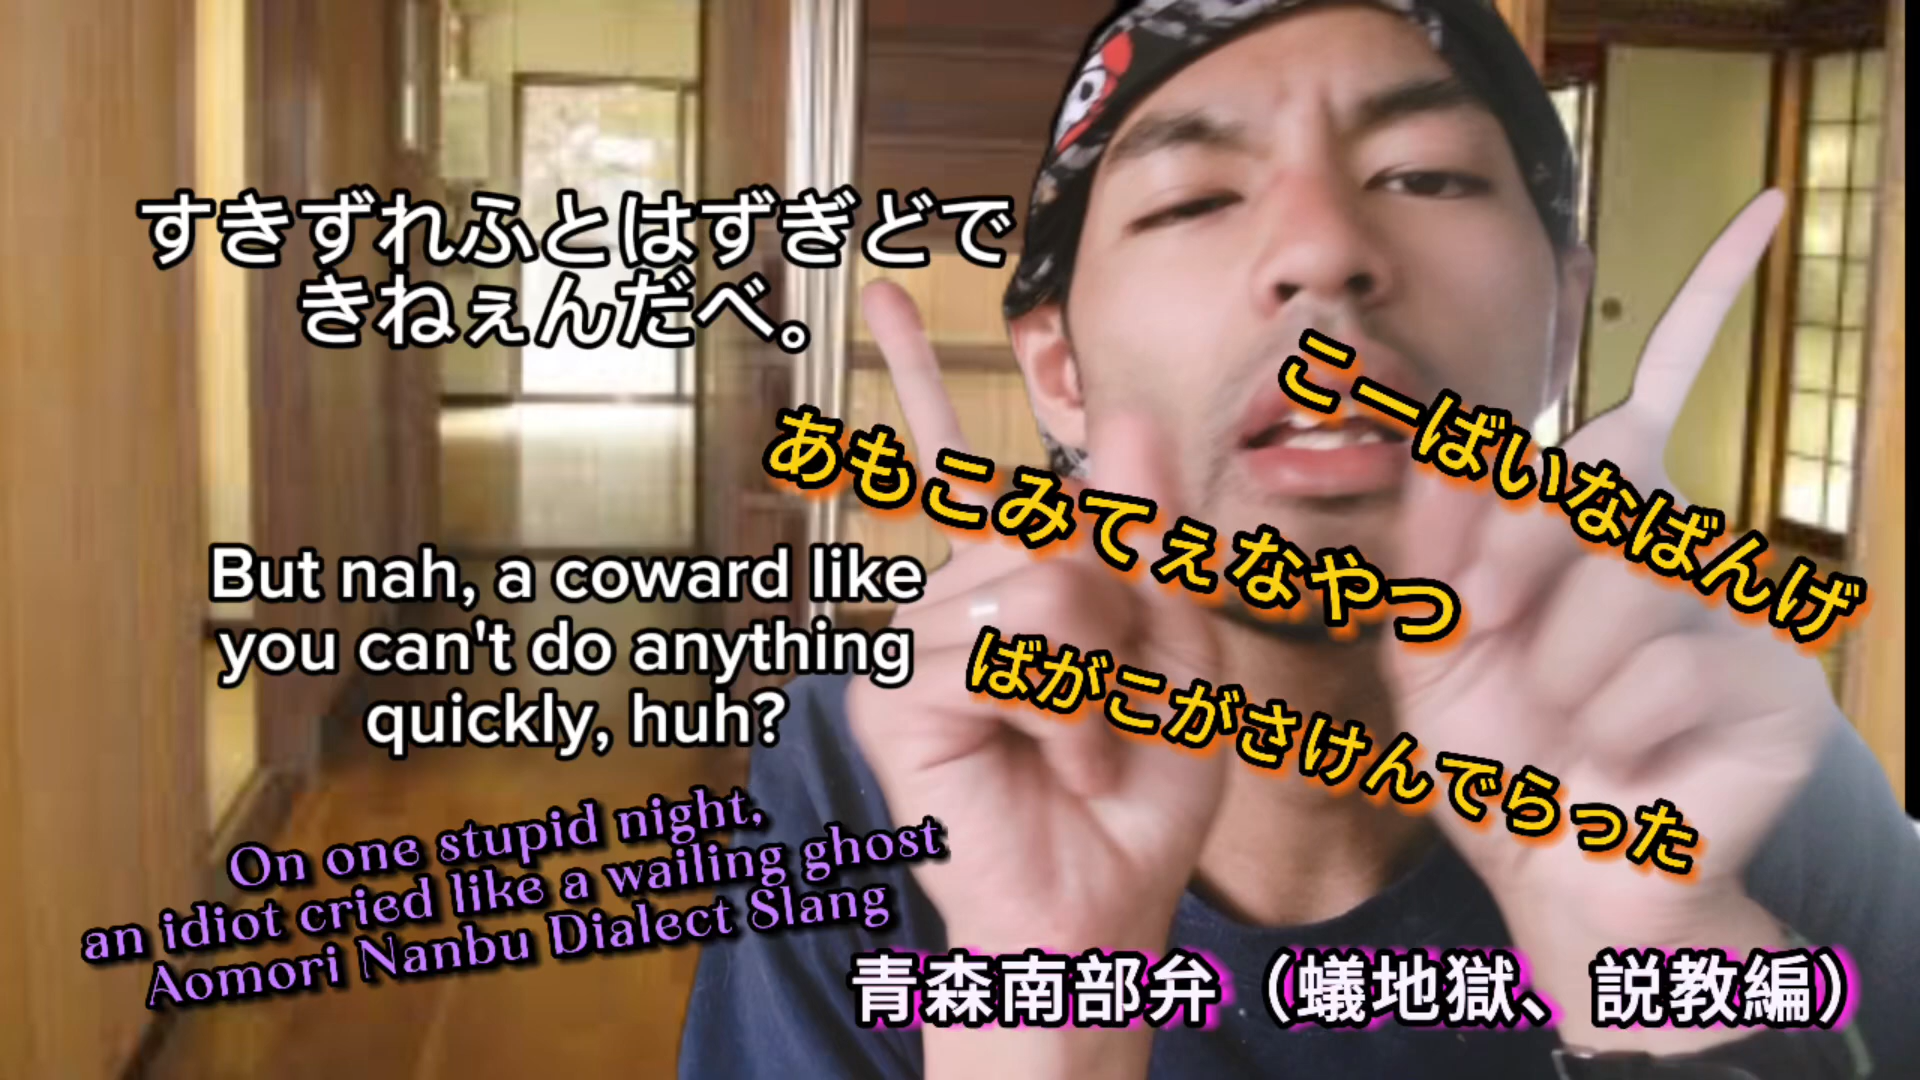 すきずれふとはずぎどで
きねぇんだべ。
こーばいなばんげ
あもこみてぇなやつ
ばがこがさけんでらった
But nah, a coward like
you can't do anything
quickly, huh?
On one stupid night,
an idiot cried like a wailing ghost
Aomori Nanbu Dialect Slang
青森南部弁（蟻地獄、説教編）